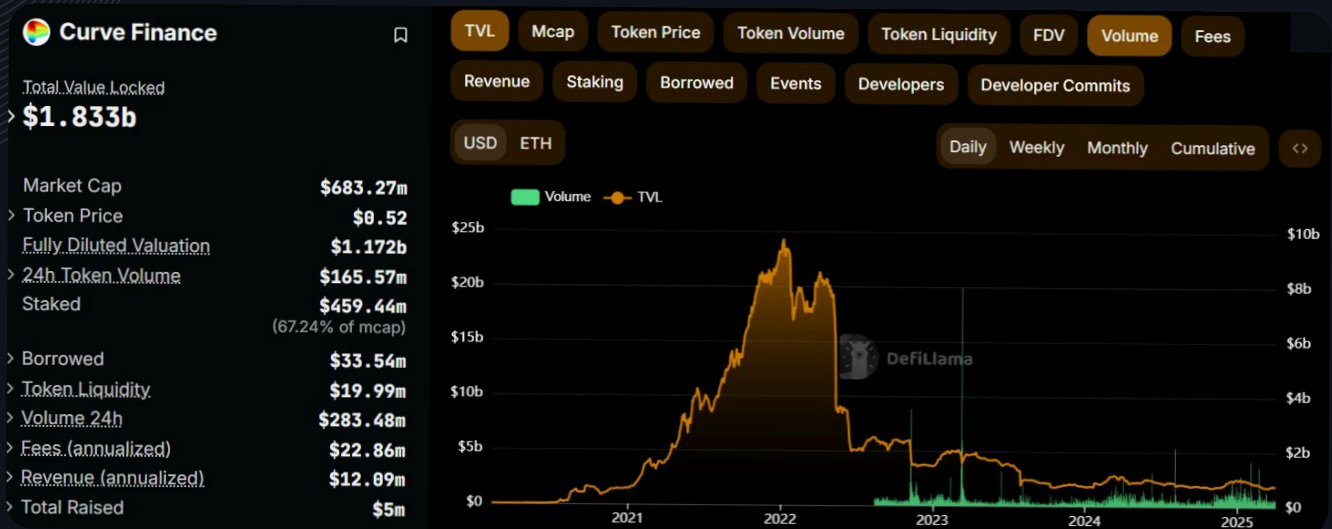 Curve Finance
Total Value Locked
$1.833b
Market Cap $683.27m
Token Price $0.52
Fully Diluted Valuation $1.172b
24h Token Volume $165.57m
Staked $459.44m
(67.24% of mcap)
Borrowed $33.54m
Token Liquidity $19.99m
Volume 24h $283.48m
Fees (annualized) $22.86m
Revenue (annualized) $12.09m
Total Raised $5m
TVL Mcap Token Price Token Volume Token Liquidity FDV Volume Fees
Revenue Staking Borrowed Events Developers Developer Commits
USD ETH Daily Weekly Monthly Cumulative <>
Volume TVL
$25b $10b
$20b $8b
$15b $6b
DefiLlama
$10b $4b
$5b $2b
$0 $0
2021 2022 2023 2024 2025